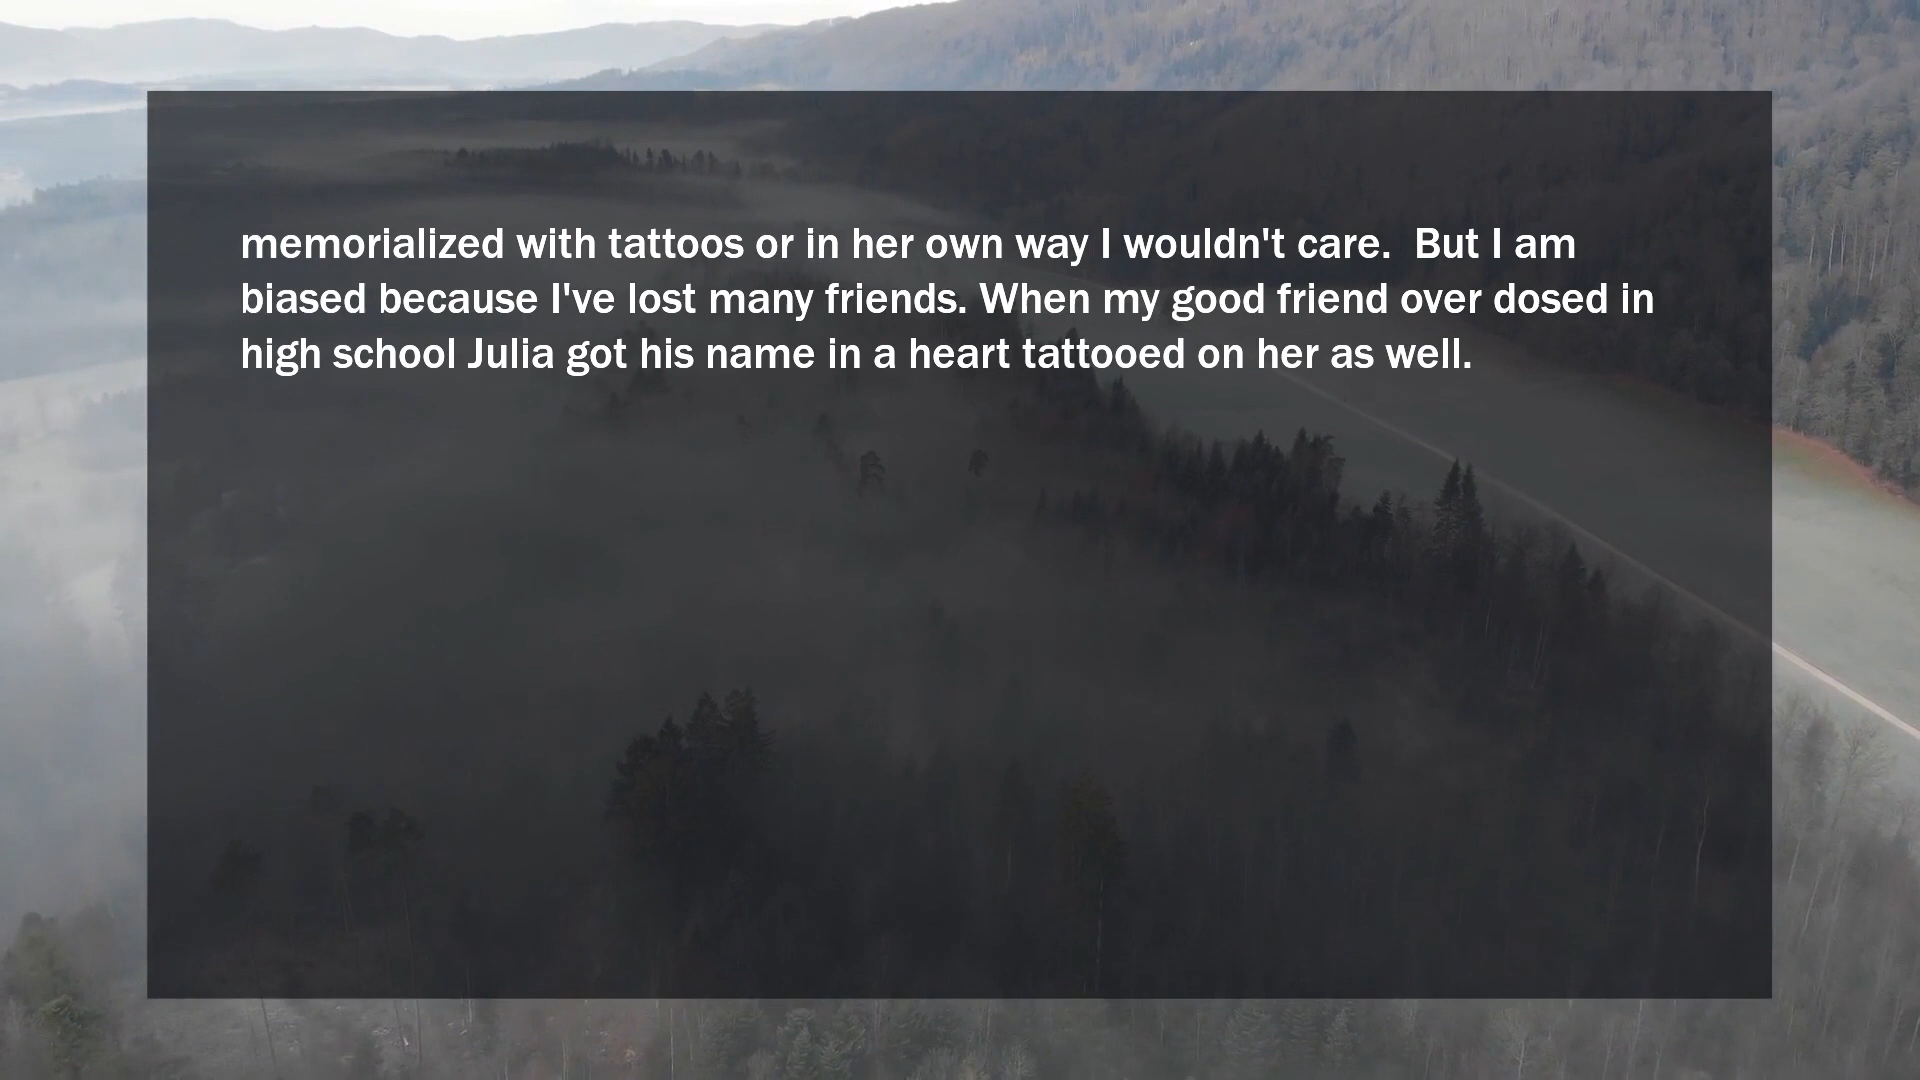 memorialized with tattoos or in her own way I wouldn't care.  But I am
biased because I've lost many friends. When my good friend over dosed in
high school Julia got his name in a heart tattooed on her as well.